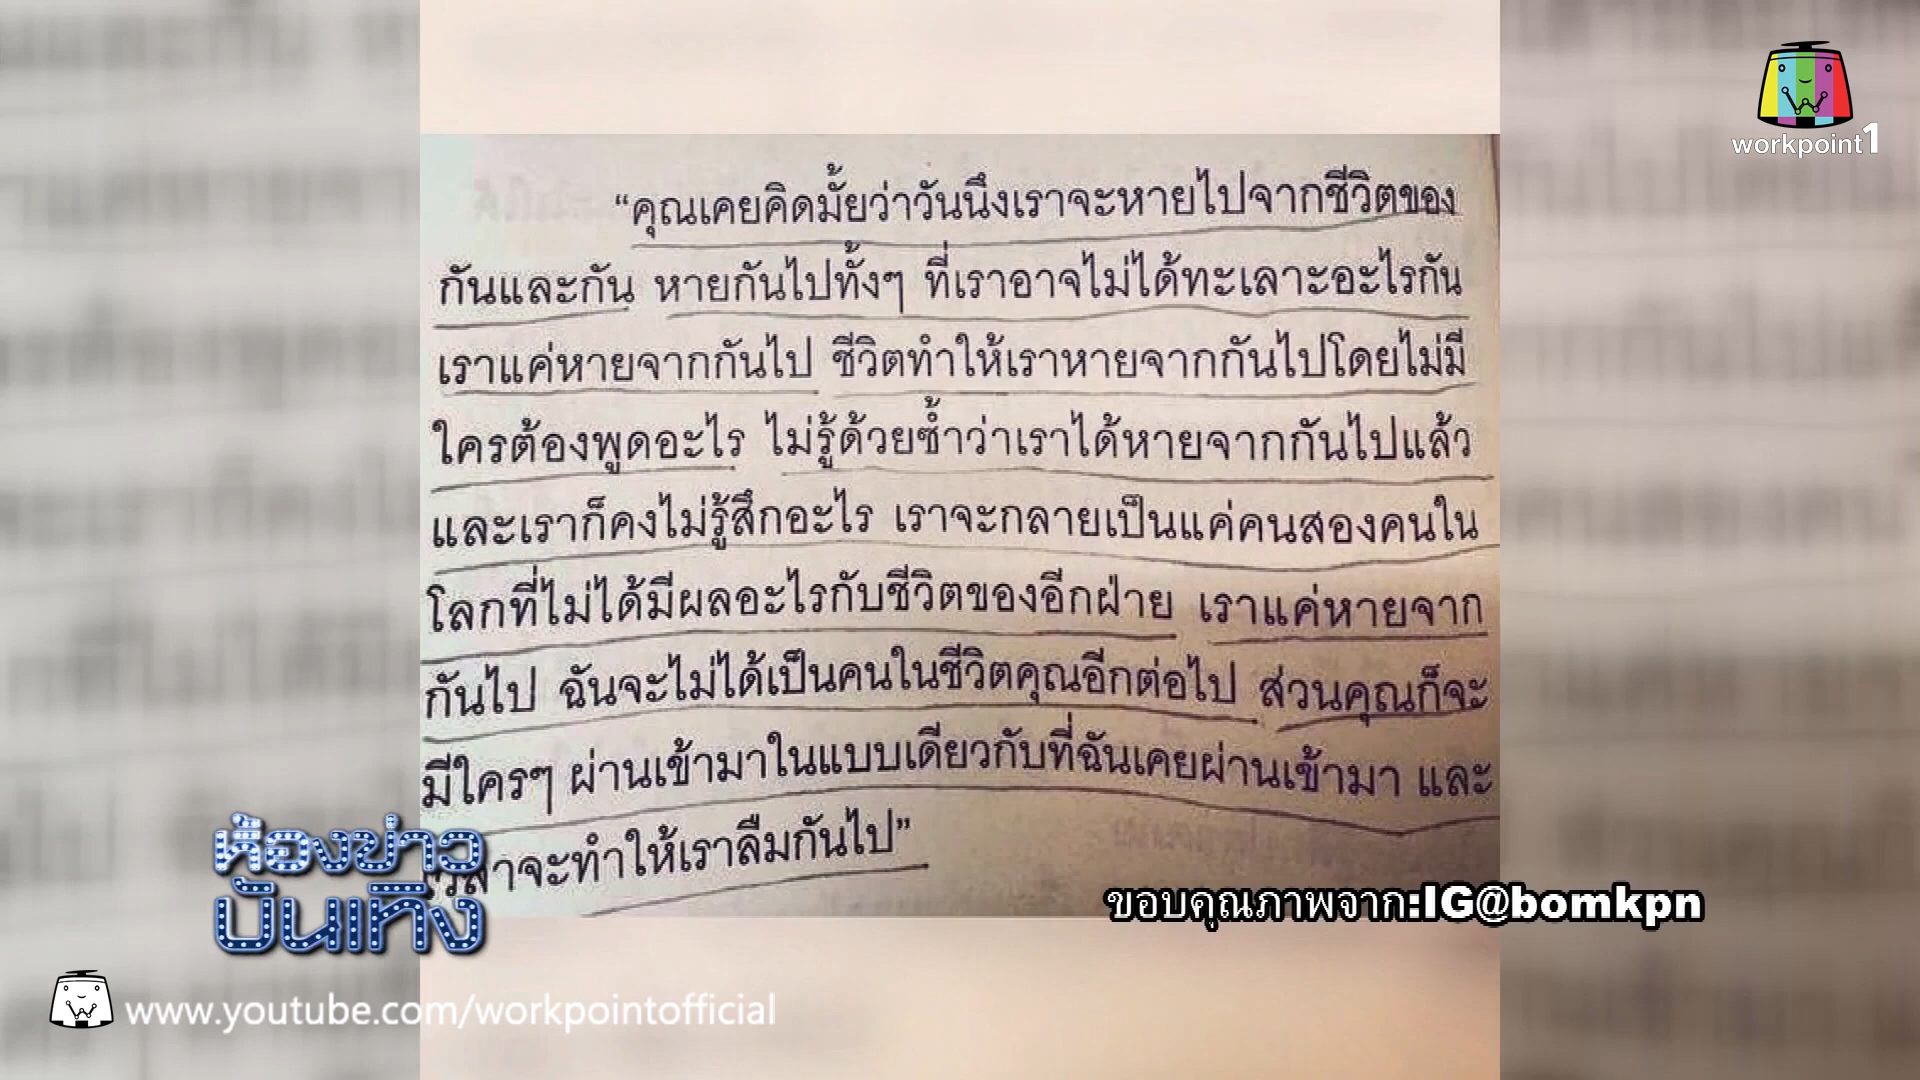 workpoint1
“คุณเคยคิดมั้ยว่าวันนึงเราจะหายไปจากชีวิตของ
กันและกัน หายกันไปทั้งๆ ที่เราอาจไม่ได้ทะเลาะอะไรกัน
เราแค่หายจากกันไป ชีวิตทำให้เราหายจากกันไปโดยไม่มี
ใครต้องพูดอะไร ไม่รู้ด้วยซ้ำว่าเราได้หายจากกันไปแล้ว
และเราก็คงไม่รู้สึกอะไร เราจะกลายเป็นแค่คนสองคนใน
โลกที่ไม่ได้มีผลอะไรกับชีวิตของอีกฝ่าย เราแค่หายจาก
กันไป ฉันจะไม่ได้เป็นคนในชีวิตคุณอีกต่อไป ส่วนคุณก็จะ
มีใครๆ ผ่านเข้ามาในแบบเดียวกับที่ฉันเคยผ่านเข้ามา และ
เวลาจะทำให้เราลืมกันไป”
ห้องข่าว
บันเทิง
ขอบคุณภาพจาก:IG@bomkpn
www.youtube.com/workpointofficial